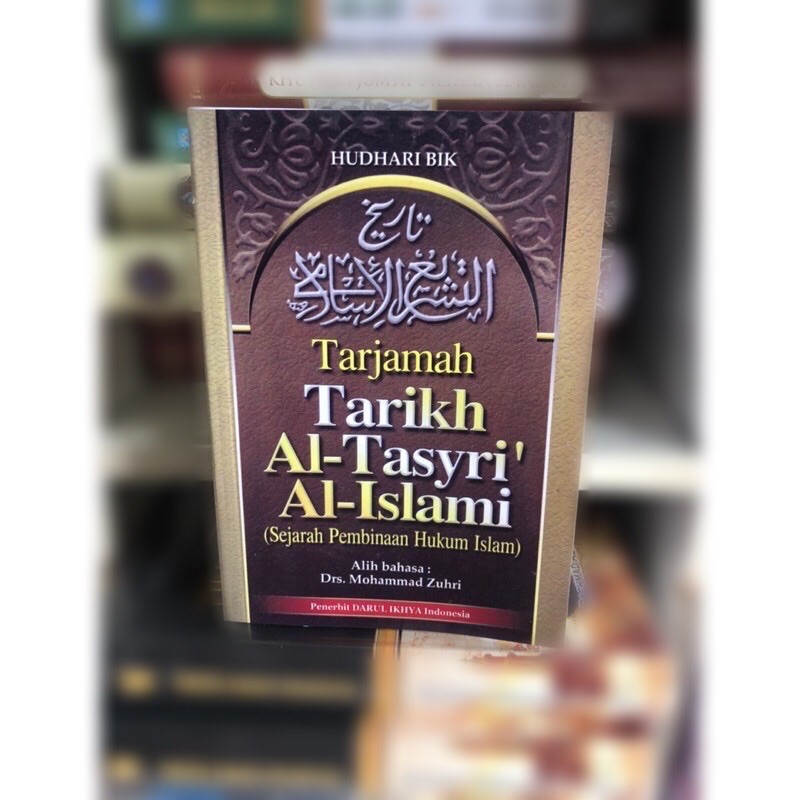 HUDHARI BIK
تاريخ
التشريع الإسلامي
Tarjamah
Tarikh
Al-Tasyri'
Al-Islami
(Sejarah Pembinaan Hukum Islam)
Alih bahasa :
Drs. Mohammad Zuhri
Penerbit DARUL IKHYA Indonesia